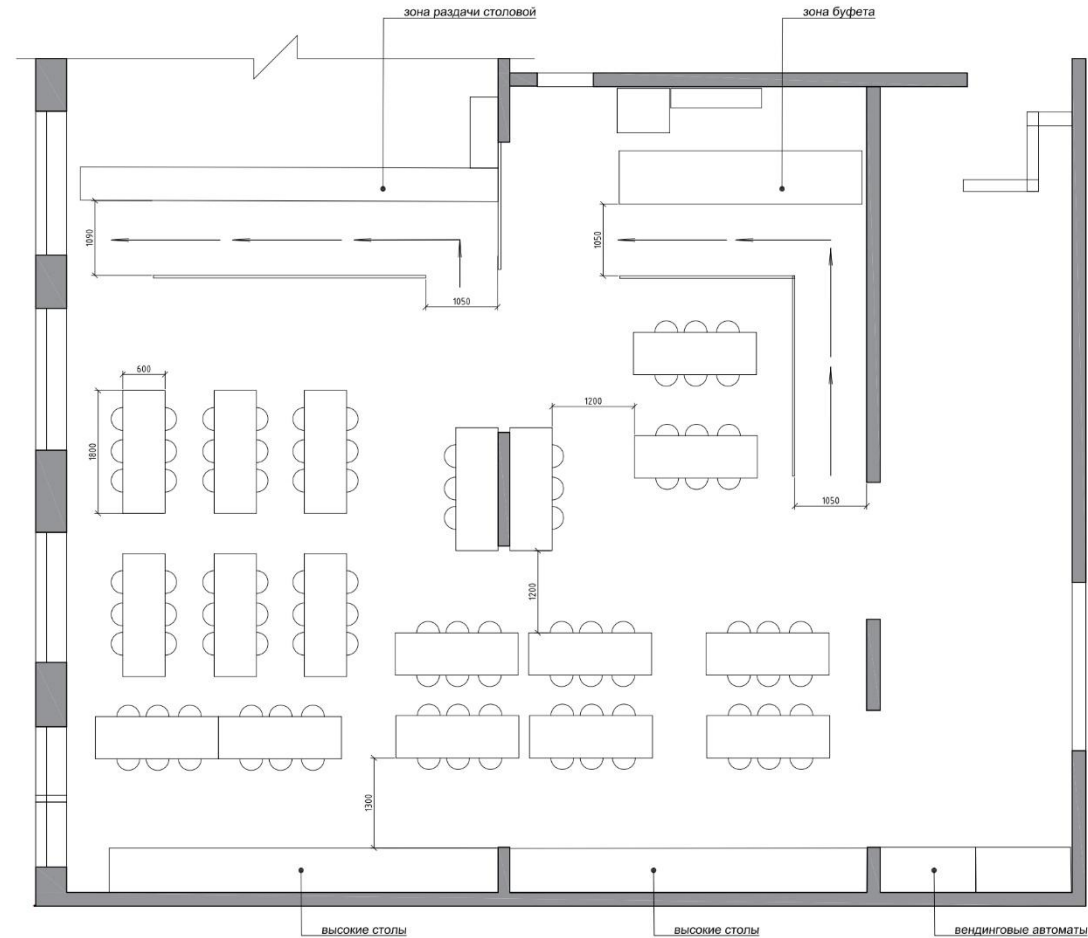 зона раздачи столовой
зона буфета
1090
1050
1050
600
1800
1200
1050
1200
1300
высокие столы
высокие столы
вендинговые автоматы